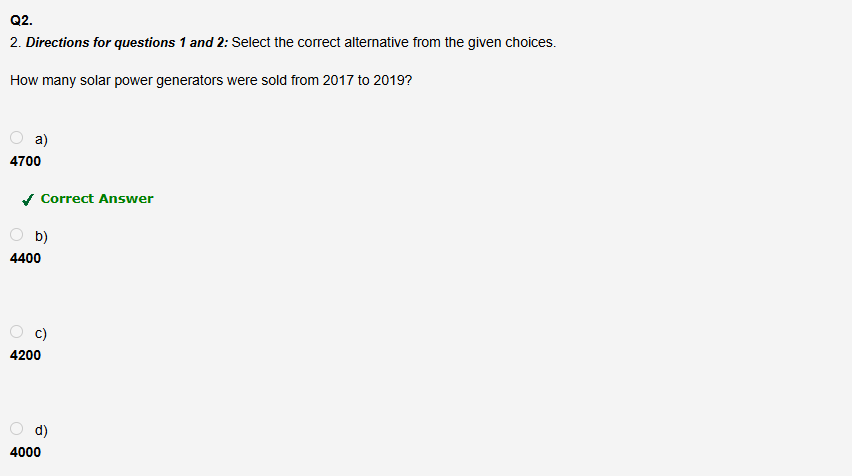 Q2.
2. Directions for questions 1 and 2: Select the correct alternative from the given choices.
How many solar power generators were sold from 2017 to 2019?
a)
4700
✓ Correct Answer
b)
4400
c)
4200
d)
4000